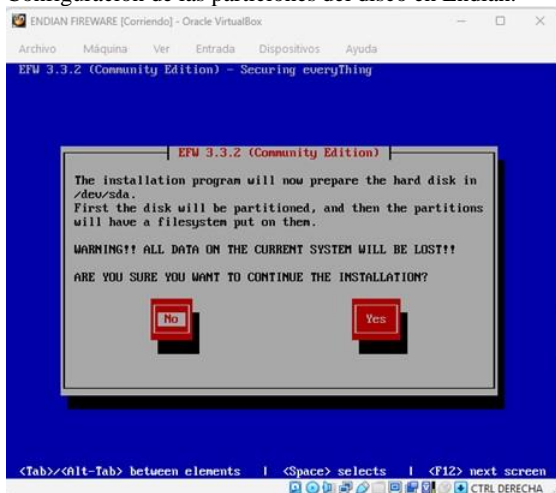 Configuración de las particiones del disco en Endian.
ENDIAN FIREWARE [Corriendo] - Oracle VirtualBox
Archivo Máquina Ver Entrada Dispositivos Ayuda
EFW 3.3.2 (Community Edition) - Securing everyThing
EFW 3.3.2 (Community Edition)
The installation program will now prepare the hard disk in
/dev/sda.
First the disk will be partitioned, and then the partitions
will have a filesystem put on them.
WARNING!! ALL DATA ON THE CURRENT SYSTEM WILL BE LOST!!
ARE YOU SURE YOU WANT TO CONTINUE THE INSTALLATION?
No Yes
<Tab>/<Alt-Tab> between elements | <Space> selects | <F12> next screen
CTRL DERECHA